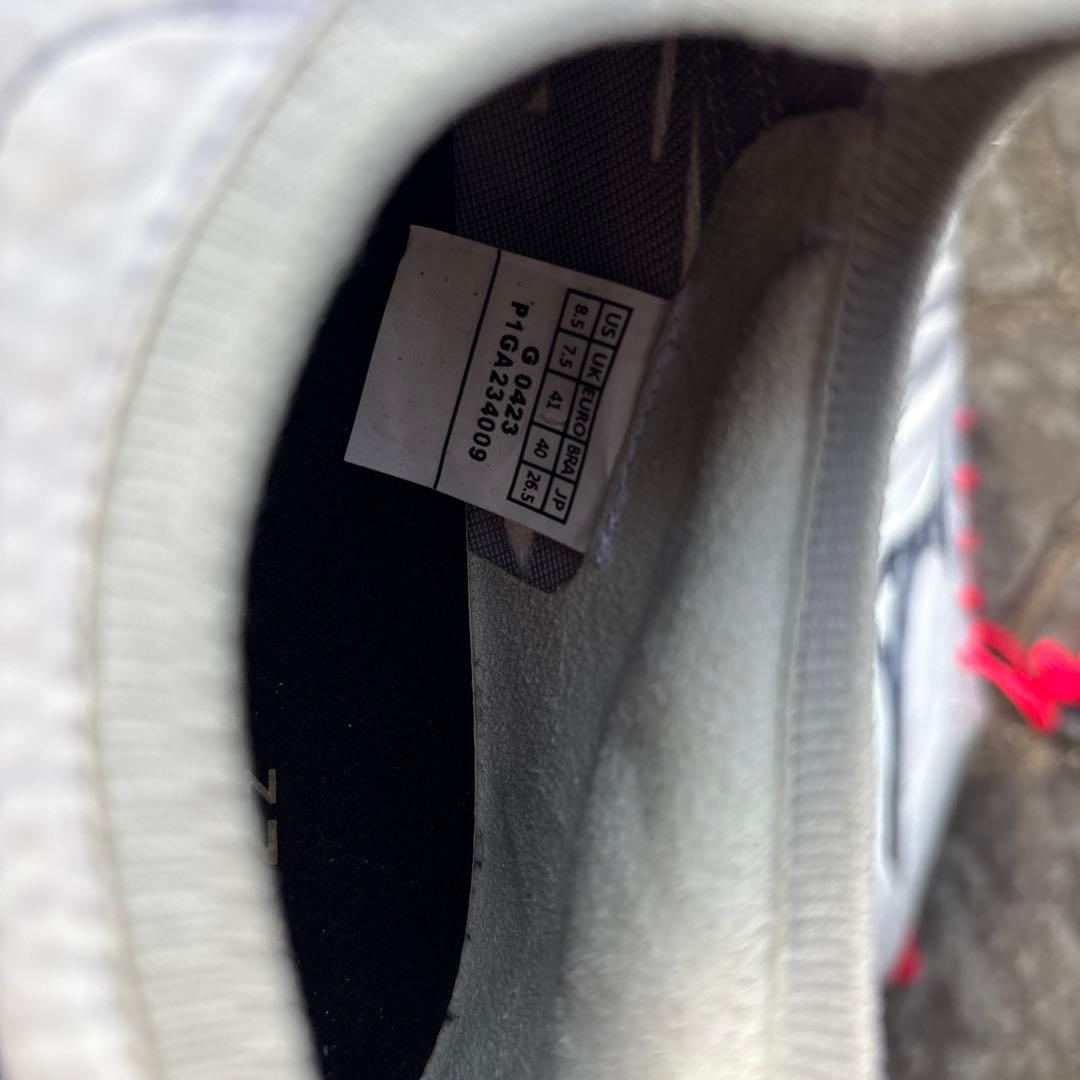 US UK EURO BRA JP
8.5 7.5 41 40 26.5
G 0423
P1GA234009